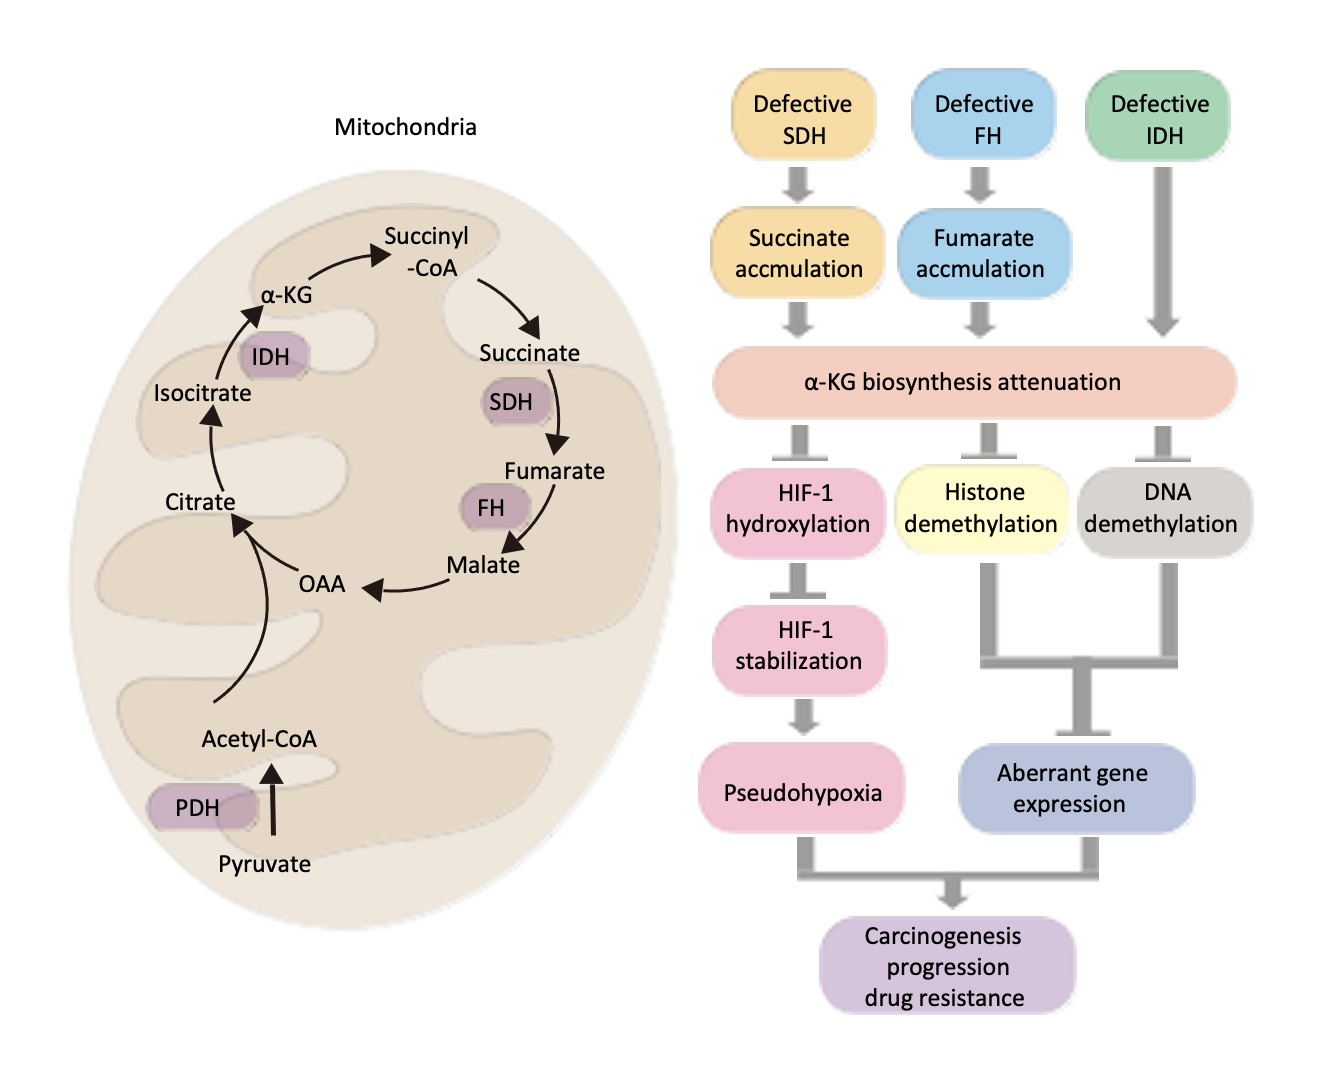 Mitochondria
Succinyl
-CoA
α-KG
IDH
Succinate
Isocitrate
SDH
Fumarate
Citrate
FH
Malate
OAA
Acetyl-CoA
PDH
Pyruvate
Defective
SDH
Defective
FH
Defective
IDH
Succinate
accmulation
Fumarate
accmulation
α-KG biosynthesis attenuation
HIF-1
hydroxylation
Histone
demethylation
DNA
demethylation
HIF-1
stabilization
Pseudohypoxia
Aberrant gene
expression
Carcinogenesis
progression
drug resistance